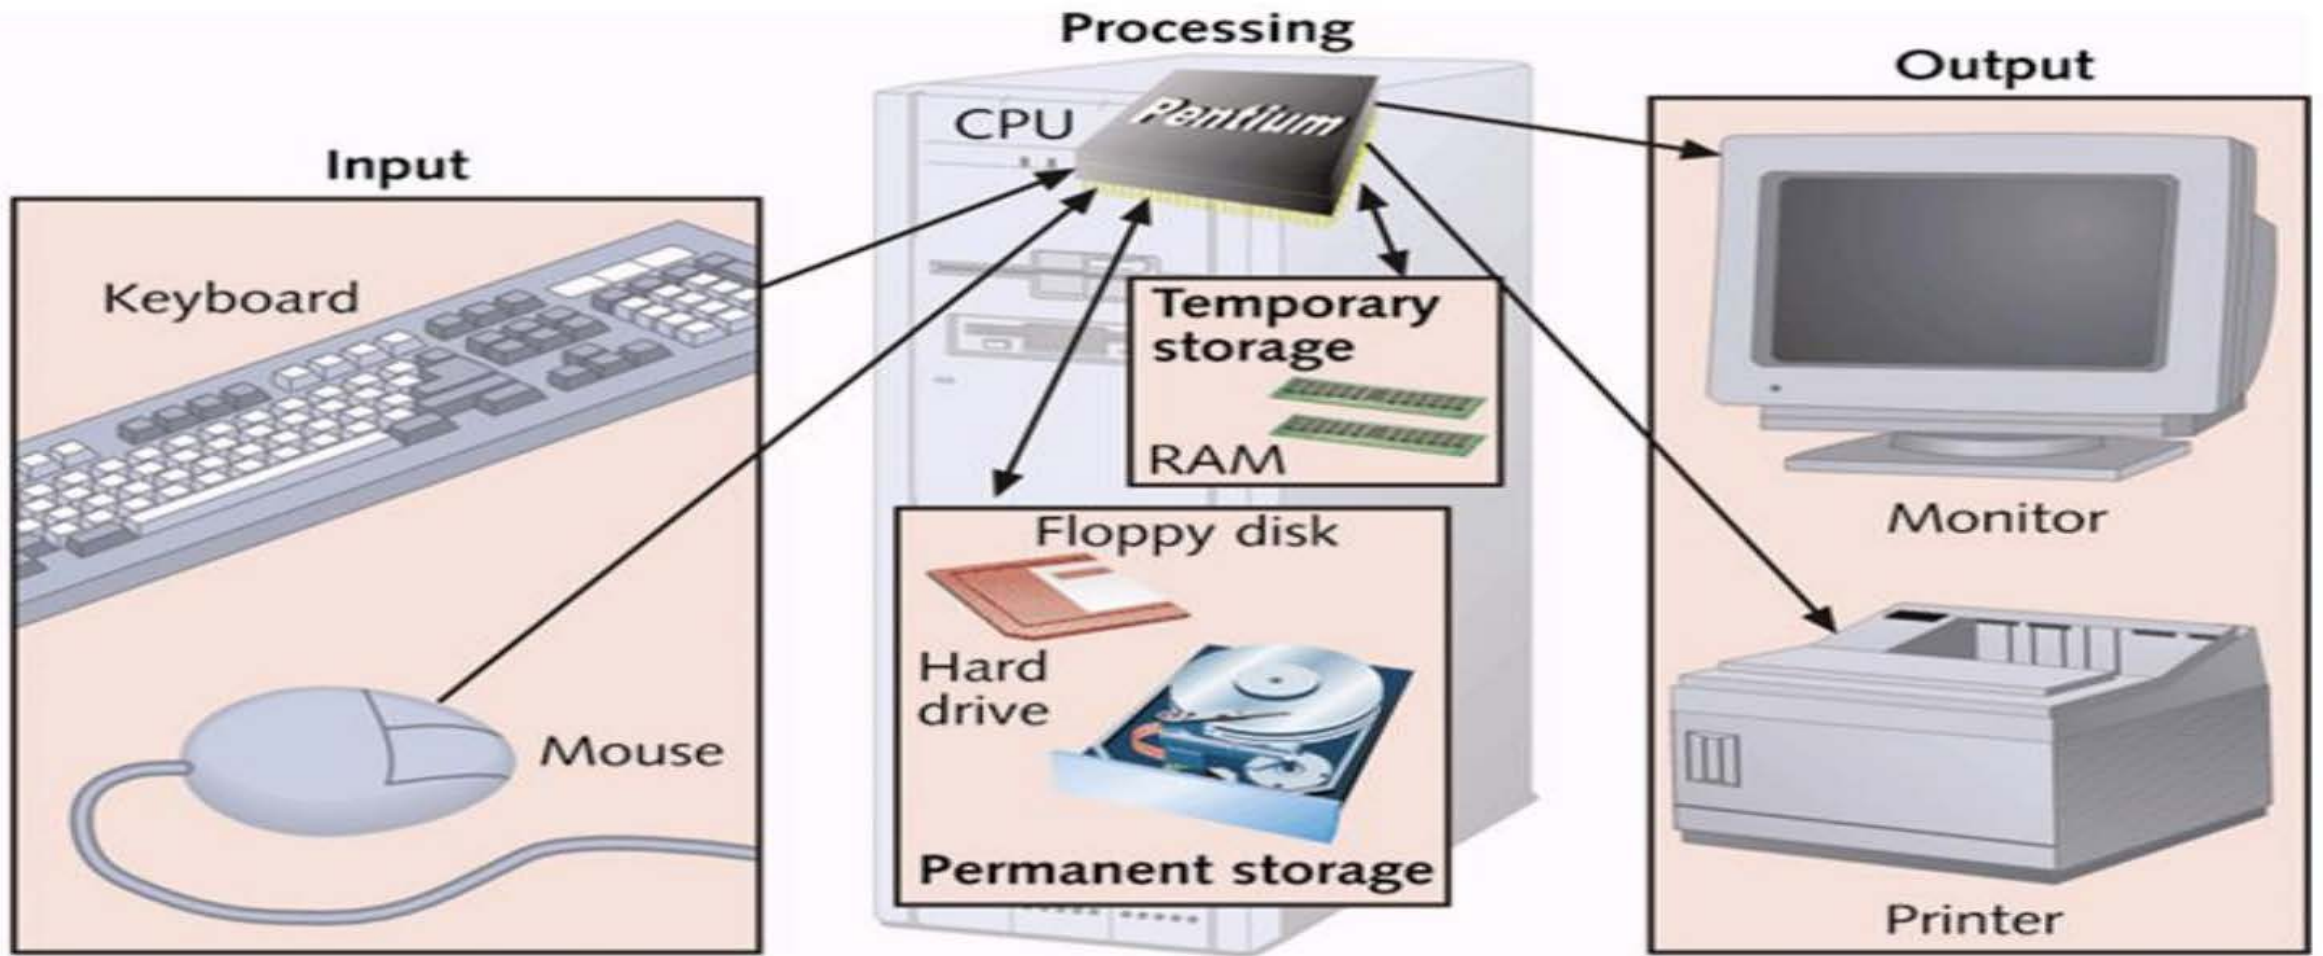 Processing
Output
CPU
Pentium
Input
Keyboard
Temporary
storage
RAM
Monitor
Floppy disk
Hard
drive
Mouse
Permanent storage
Printer